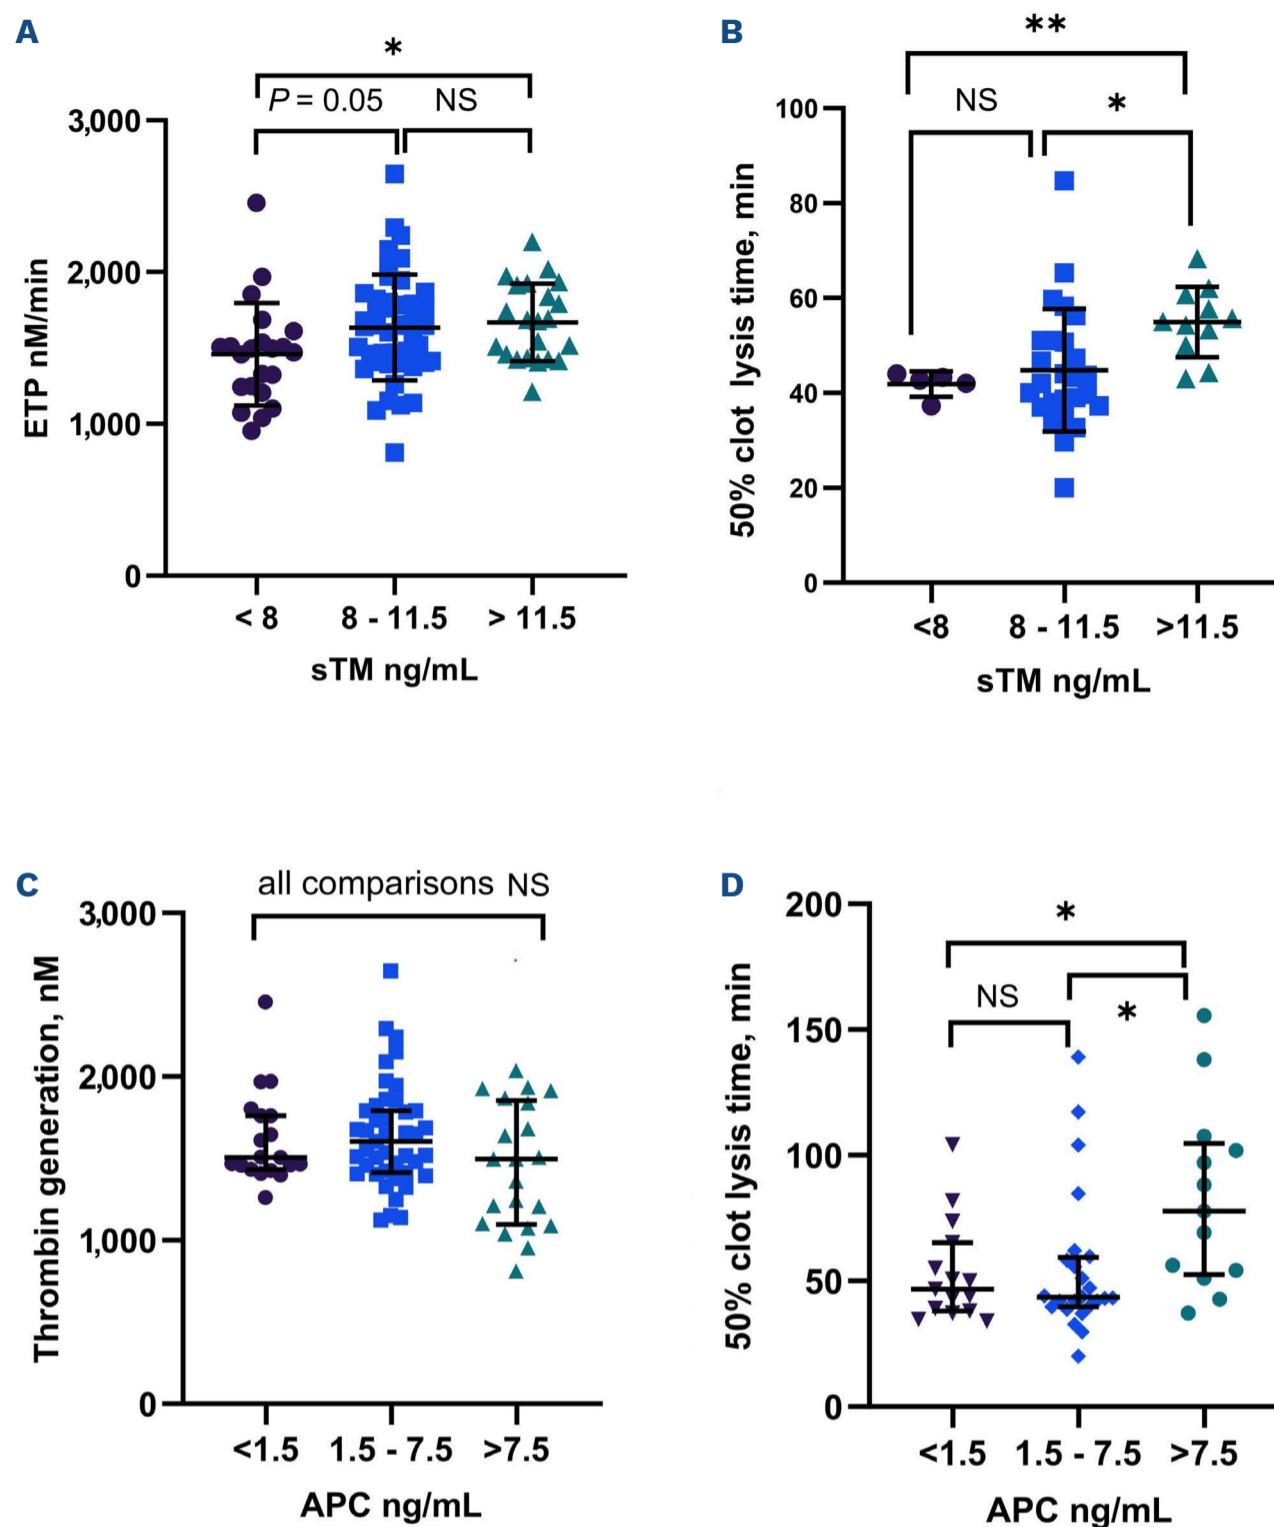 A
*
P = 0.05 NS
3,000
2,000
1,000
0
ETP nM/min
< 8 8 - 11.5 > 11.5
sTM ng/mL
B
**
NS *
100
80
60
40
20
0
50% clot lysis time, min
<8 8 - 11.5 >11.5
sTM ng/mL
C
all comparisons NS
3,000
2,000
1,000
0
Thrombin generation, nM
<1.5 1.5 - 7.5 >7.5
APC ng/mL
D
*
NS *
200
150
100
50
0
50% clot lysis time, min
<1.5 1.5 - 7.5 >7.5
APC ng/mL